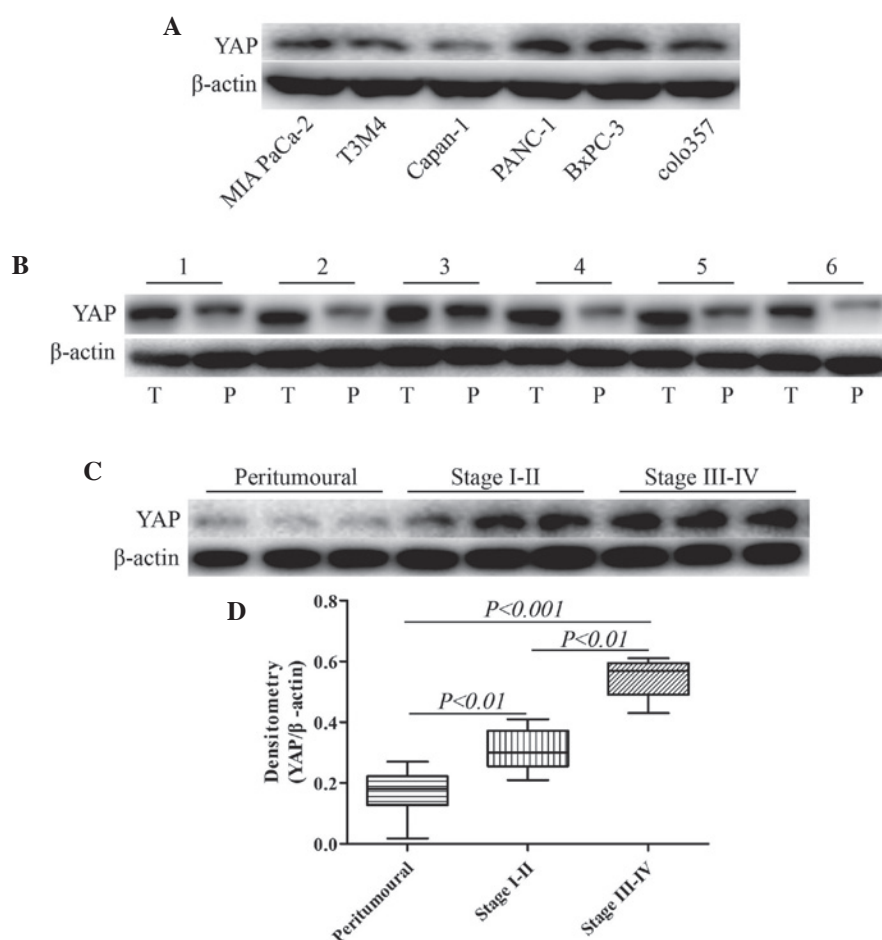 A
YAP
β-actin
MIA PaCa-2
T3M4
Capan-1
PANC-1
BxPC-3
colo357
B
1 2 3 4 5 6
YAP
β-actin
T P T P T P T P T P T P
C
Peritumoural Stage I-II Stage III-IV
YAP
β-actin
D
Densitometry
(YAP/β -actin)
0.8
0.6
0.4
0.2
0.0
P<0.001
P<0.01
P<0.01
Peritumoural
Stage I-II
Stage III-IV